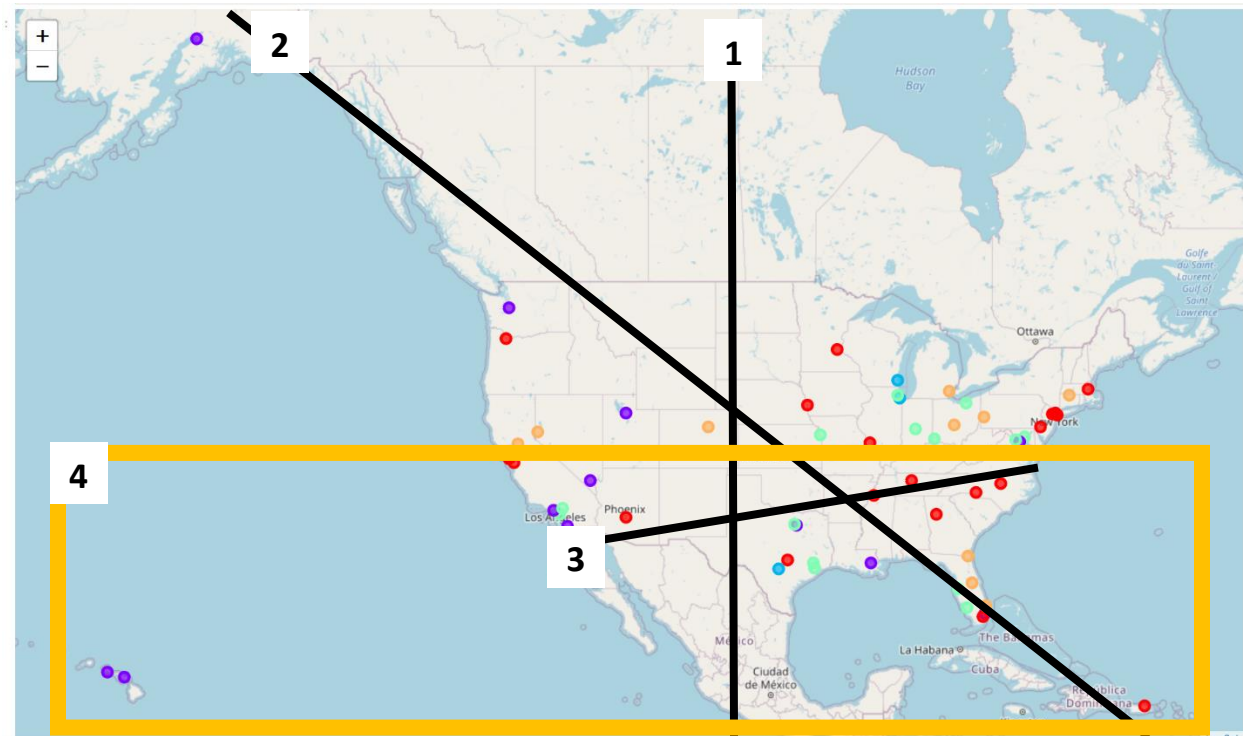 +
−
2
1
Hudson
Bay
Golfe
du Saint
Laurent /
Gulf of
Saint
Lawrence
Ottawa
New York
4
Los Angeles
Phoenix
3
México
Ciudad
de México
La Habana
The Bahamas
Cuba
República
Dominicana